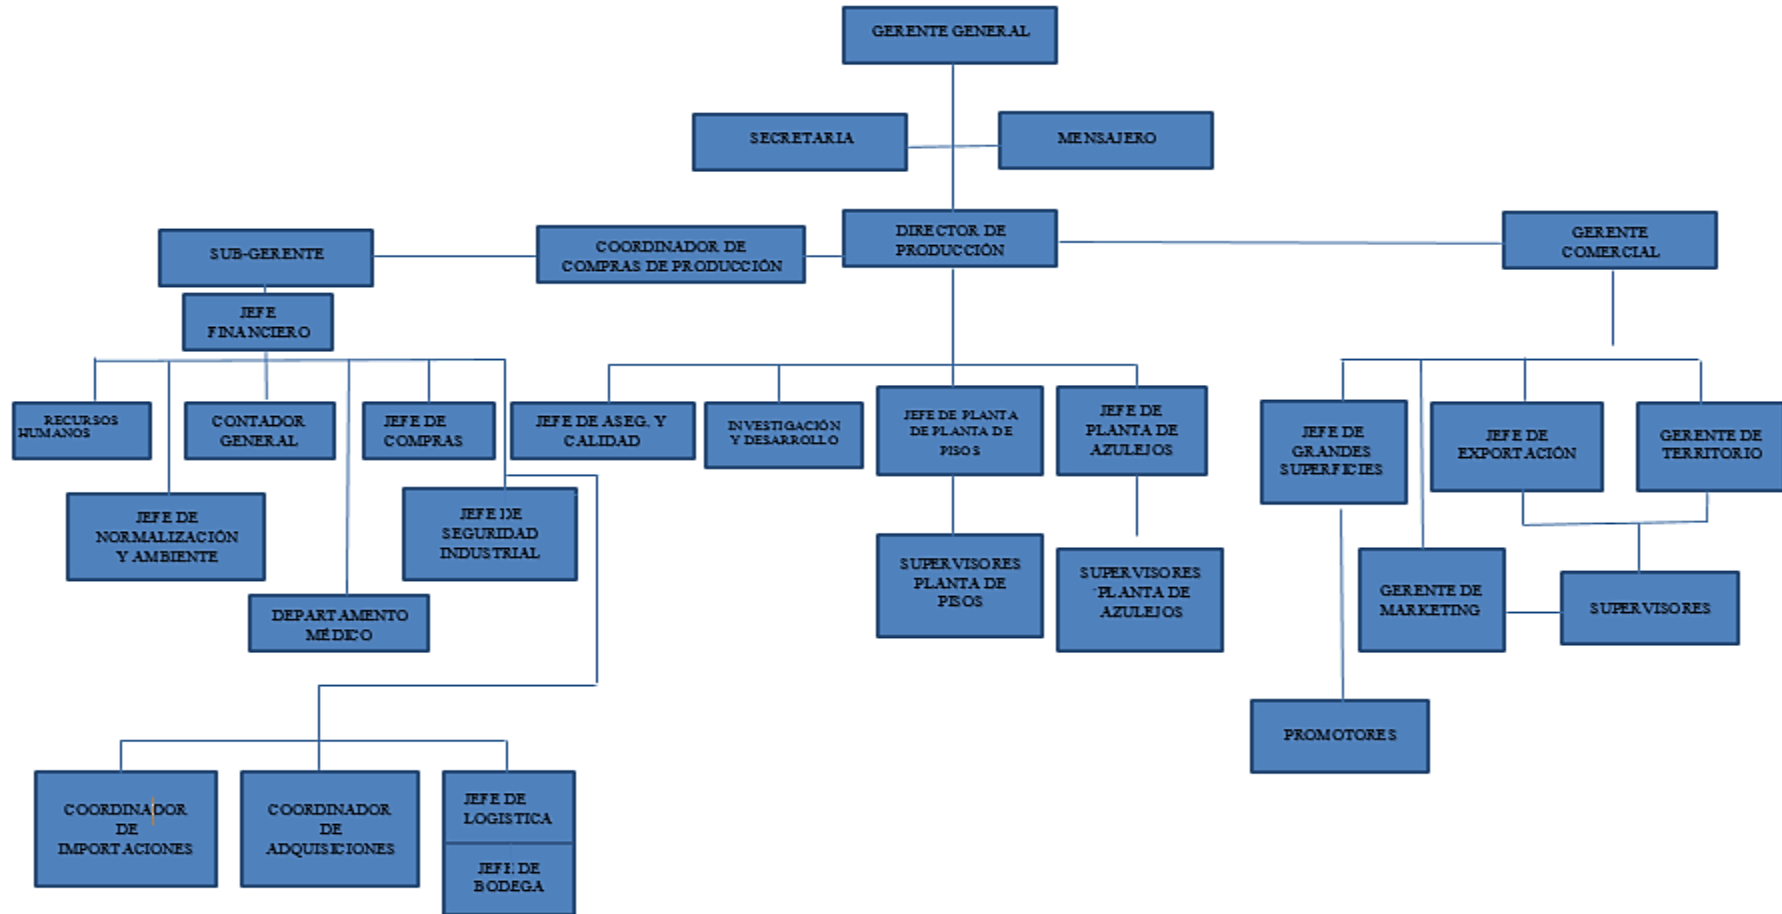 GERENTE GENERAL
SECRETARIA
MENSAJERO
SUB-GERENTE
COORDINADOR DE
COMPRAS DE PRODUCCIÓN
DIRECTOR DE
PRODUCCIÓN
GERENTE
COMERCIAL
JEFE
FINANCIERO
RECURSOS
HUMANOS
CONTADOR
GENERAL
JEFE DE
COMPRAS
JEFE DE ASEG. Y
CALIDAD
INVESTIGACIÓN
Y DESARROLLO
JEFE DE PLANTA
DE PLANTA DE
PISOS
JEFE DE
PLANTA DE
AZULEJOS
JEFE DE
GRANDES
SUPERFICIES
JEFE DE
EXPORTACIÓN
GERENTE DE
TERRITORIO
JEFE DE
NORMALIZACIÓN
Y AMBIENTE
JEFE DE
SEGURIDAD
INDUSTRIAL
DEPARTAMENTO
MÉDICO
SUPERVISORES
PLANTA DE
PISOS
SUPERVISORES
PLANTA DE
AZULEJOS
GERENTE DE
MARKETING
SUPERVISORES
PROMOTORES
COORDINADOR
DE
IMPORTACIONES
COORDINADOR
DE
ADQUISICIONES
JEFE DE
LOGISTICA
JEFE DE
BODEGA